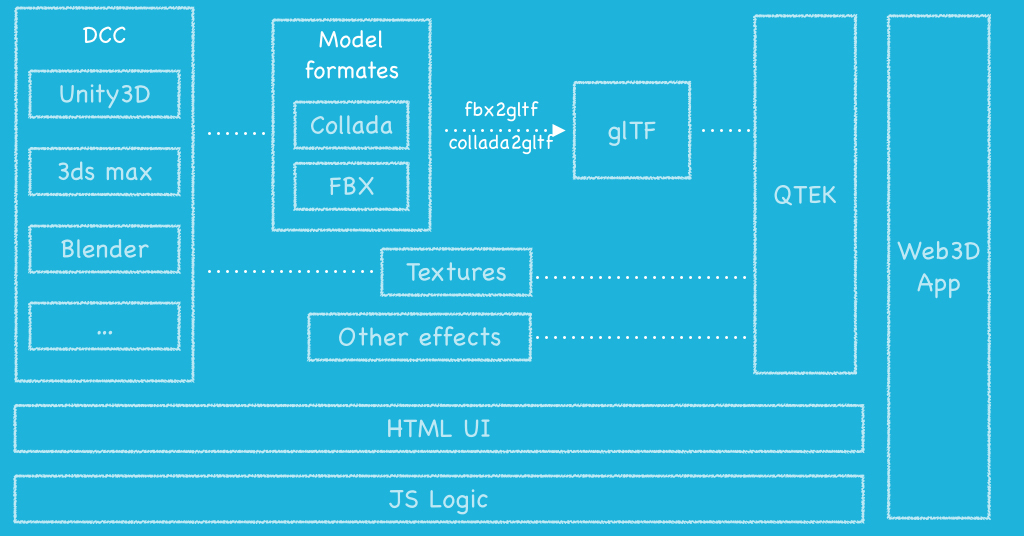 DCC
Unity3D
3ds max
Blender
...
Model
formates
Collada
FBX
fbx2gltf
collada2gltf
glTF
Textures
Other effects
QTEK
Web3D
App
HTML UI
JS Logic